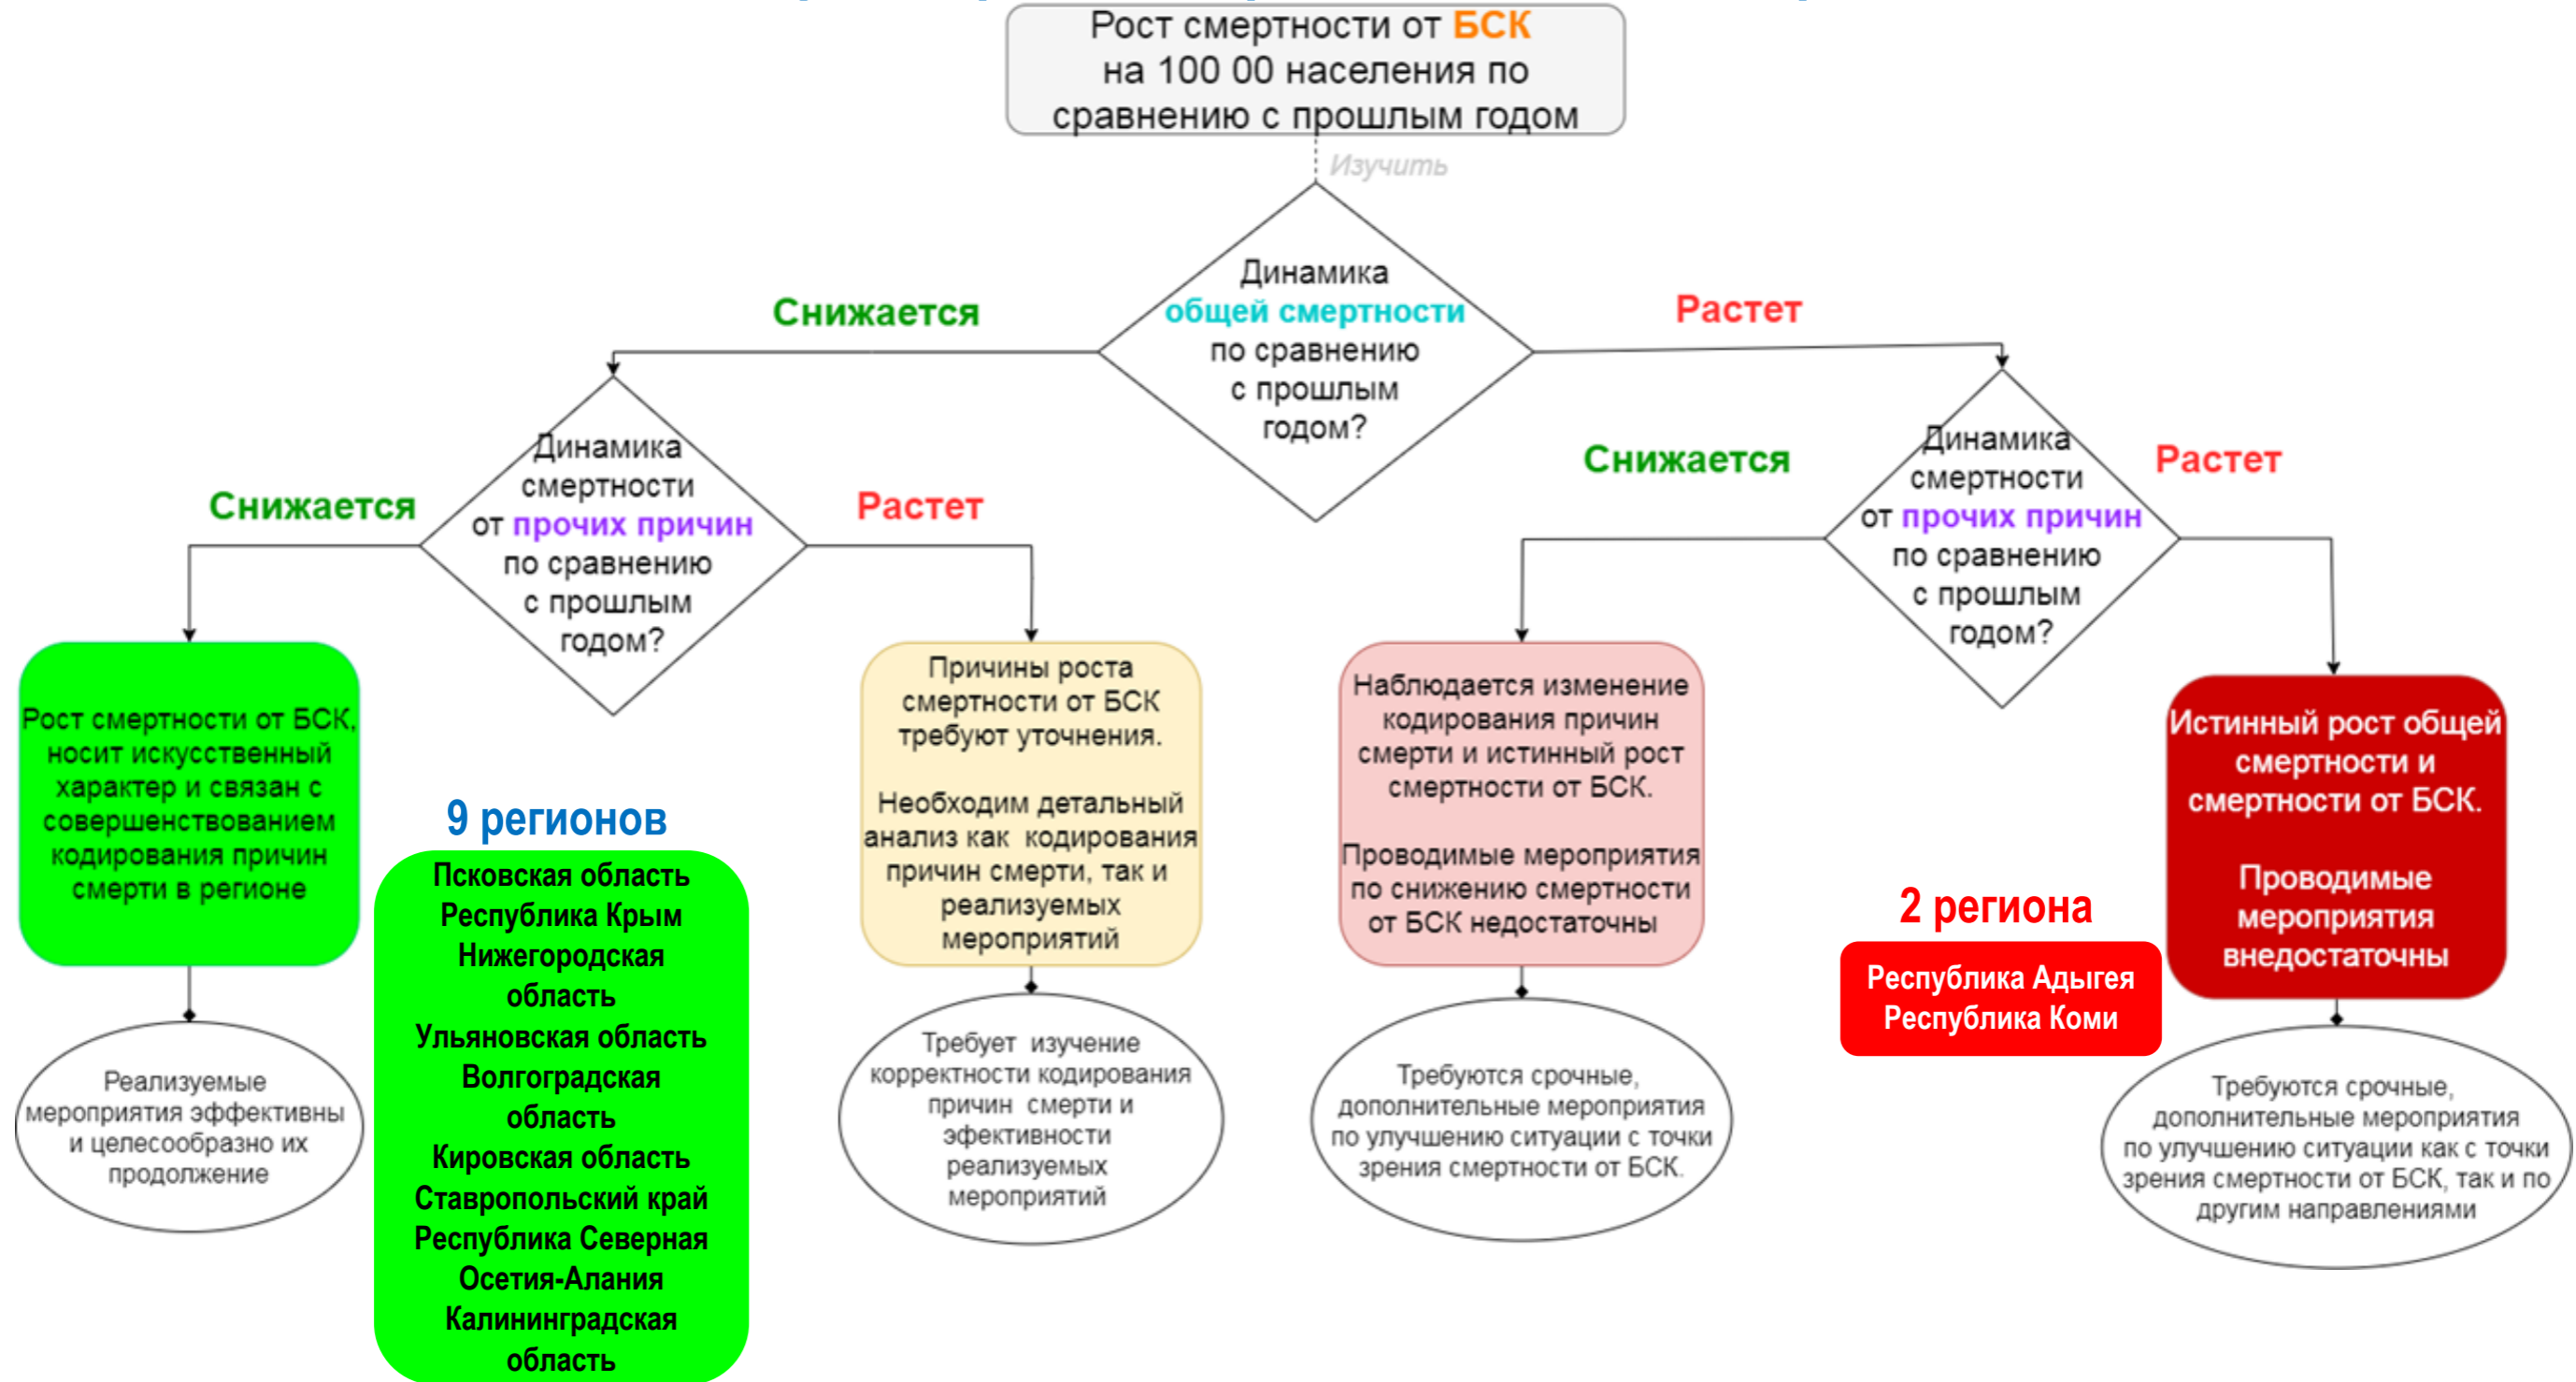 Рост смертности от БСК
на 100 00 населения по
сравнению с прошлым годом
Изучить
Динамика
общей смертности
по сравнению
с прошлым
годом?
Снижается
Растет
Динамика
смертности
от прочих причин
по сравнению
с прошлым
годом?
Снижается
Растет
Динамика
смертности
от прочих причин
по сравнению
с прошлым
годом?
Снижается
Растет
Рост смертности от БСК,
носит искусственный
характер и связан с
совершенствованием
кодирования причин
смерти в регионе
Реализуемые
мероприятия эффективны
и целесообразно их
продолжение
9 регионов
Псковская область
Республика Крым
Нижегородская
область
Ульяновская область
Волгоградская
область
Кировская область
Ставропольский край
Республика Северная
Осетия-Алания
Калининградская
область
Причины роста
смертности от БСК
требуют уточнения.
Необходим детальный
анализ как кодирования
причин смерти, так и
реализуемых
мероприятий
Требует изучение
корректности кодирования
причин смерти и
эфективности
реализуемых
мероприятий
Наблюдается изменение
кодирования причин
смерти и истинный рост
смертности от БСК.
Проводимые мероприятия
по снижению смертности
от БСК недостаточны
Требуются срочные,
дополнительные мероприятия
по улучшению ситуации с точки
зрения смертности от БСК.
2 региона
Республика Адыгея
Республика Коми
Истинный рост общей
смертности и
смертности от БСК.
Проводимые
мероприятия
внедостаточны
Требуются срочные,
дополнительные мероприятия
по улучшению ситуации как с точки
зрения смертности от БСК, так и по
другим направлениями